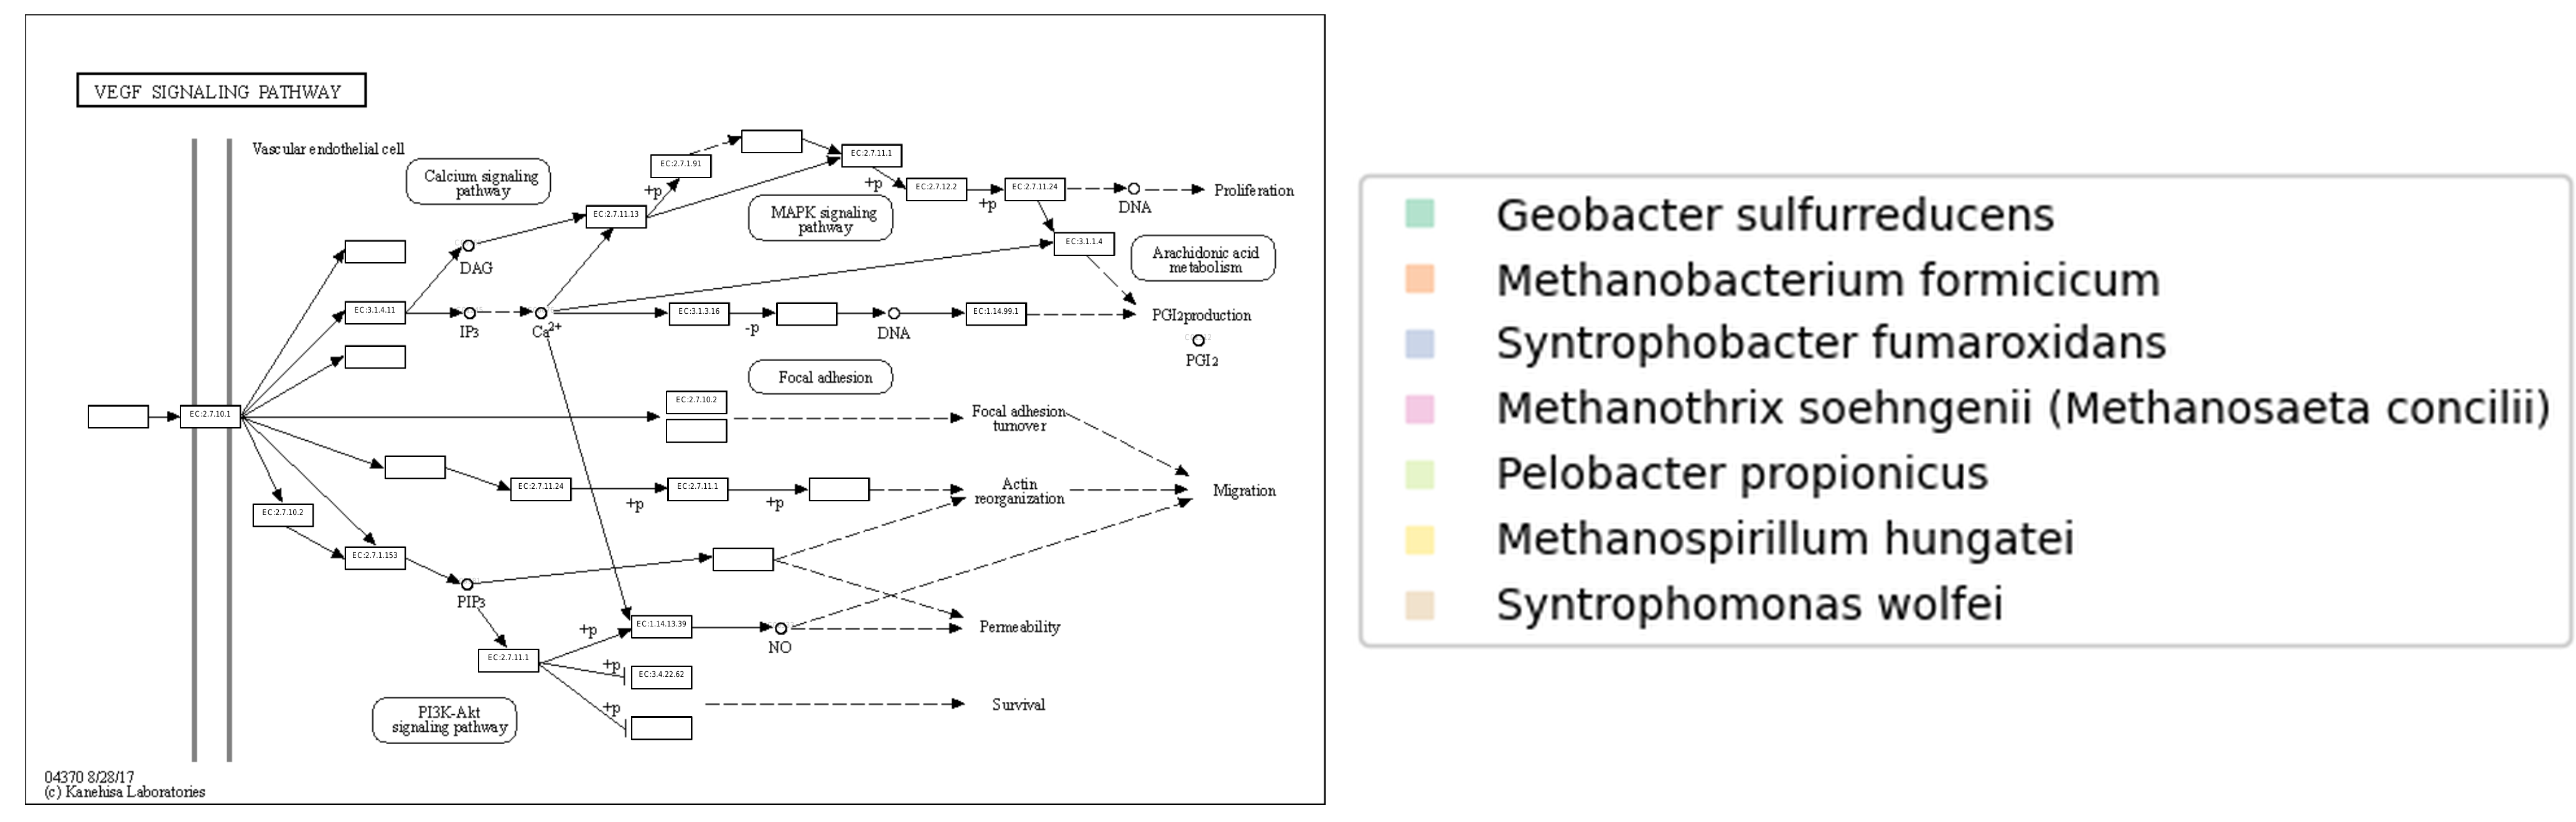 VEGF SIGNALING PATHWAY
Vascular endothelial cell
Calcium signaling
pathway
EC:2.7.1.91
EC:2.7.11.1
+p
+p
EC:2.7.12.2
EC:2.7.11.24
+p
DNA
Proliferation
MAPK signaling
pathway
EC:2.7.11.13
DAG
EC:3.1.1.4
Arachidonic acid
metabolism
EC:3.1.4.11
IP3
Ca2+
EC:3.1.3.16
-p
DNA
EC:1.14.99.1
PGI2production
PGI2
Focal adhesion
EC:2.7.10.1
EC:2.7.10.2
Focal adhesion
turnover
EC:2.7.11.24
+p
EC:2.7.11.1
+p
Actin
reorganization
Migration
EC:2.7.10.2
EC:2.7.1.153
PIP3
+p
EC:1.14.13.39
NO
Permeability
EC:2.7.11.1
+p
EC:3.4.22.62
+p
Survival
PI3K-Akt
signaling pathway
04370 8/28/17
(c) Kanehisa Laboratories
Geobacter sulfurreducens
Methanobacterium formicicum
Syntrophobacter fumaroxidans
Methanothrix soehngenii (Methanosaeta concilii)
Pelobacter propionicus
Methanospirillum hungatei
Syntrophomonas wolfei